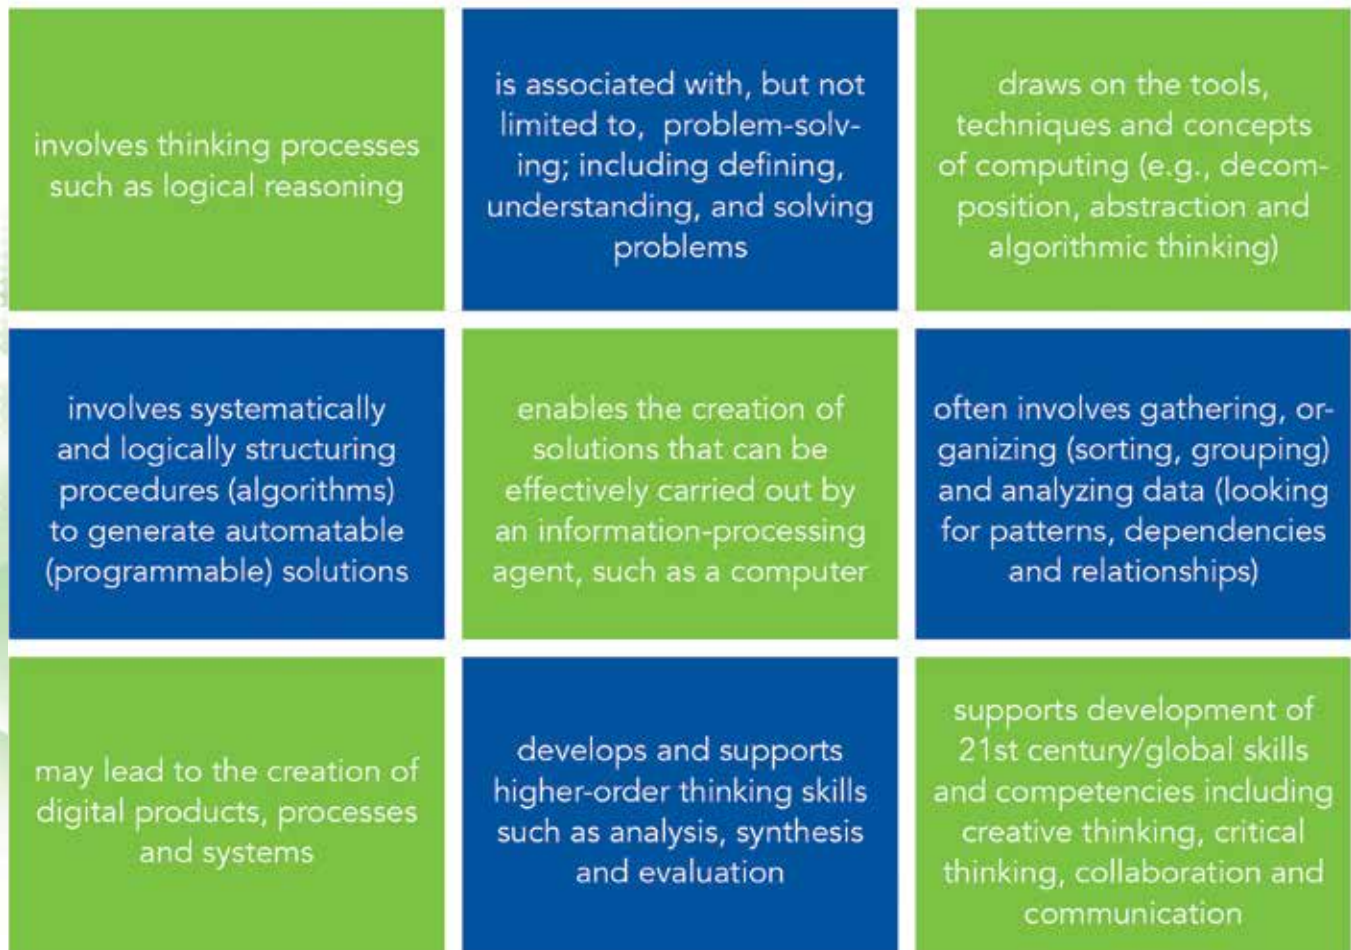 involves thinking processes
such as logical reasoning
is associated with, but not
limited to, problem-solv-
ing; including defining,
understanding, and solving
problems
draws on the tools,
techniques and concepts
of computing (e.g., decom-
position, abstraction and
algorithmic thinking)
involves systematically
and logically structuring
procedures (algorithms)
to generate automatable
(programmable) solutions
enables the creation of
solutions that can be
effectively carried out by
an information-processing
agent, such as a computer
often involves gathering, or-
ganizing (sorting, grouping)
and analyzing data (looking
for patterns, dependencies
and relationships)
may lead to the creation of
digital products, processes
and systems
develops and supports
higher-order thinking skills
such as analysis, synthesis
and evaluation
supports development of
21st century/global skills
and competencies including
creative thinking, critical
thinking, collaboration and
communication